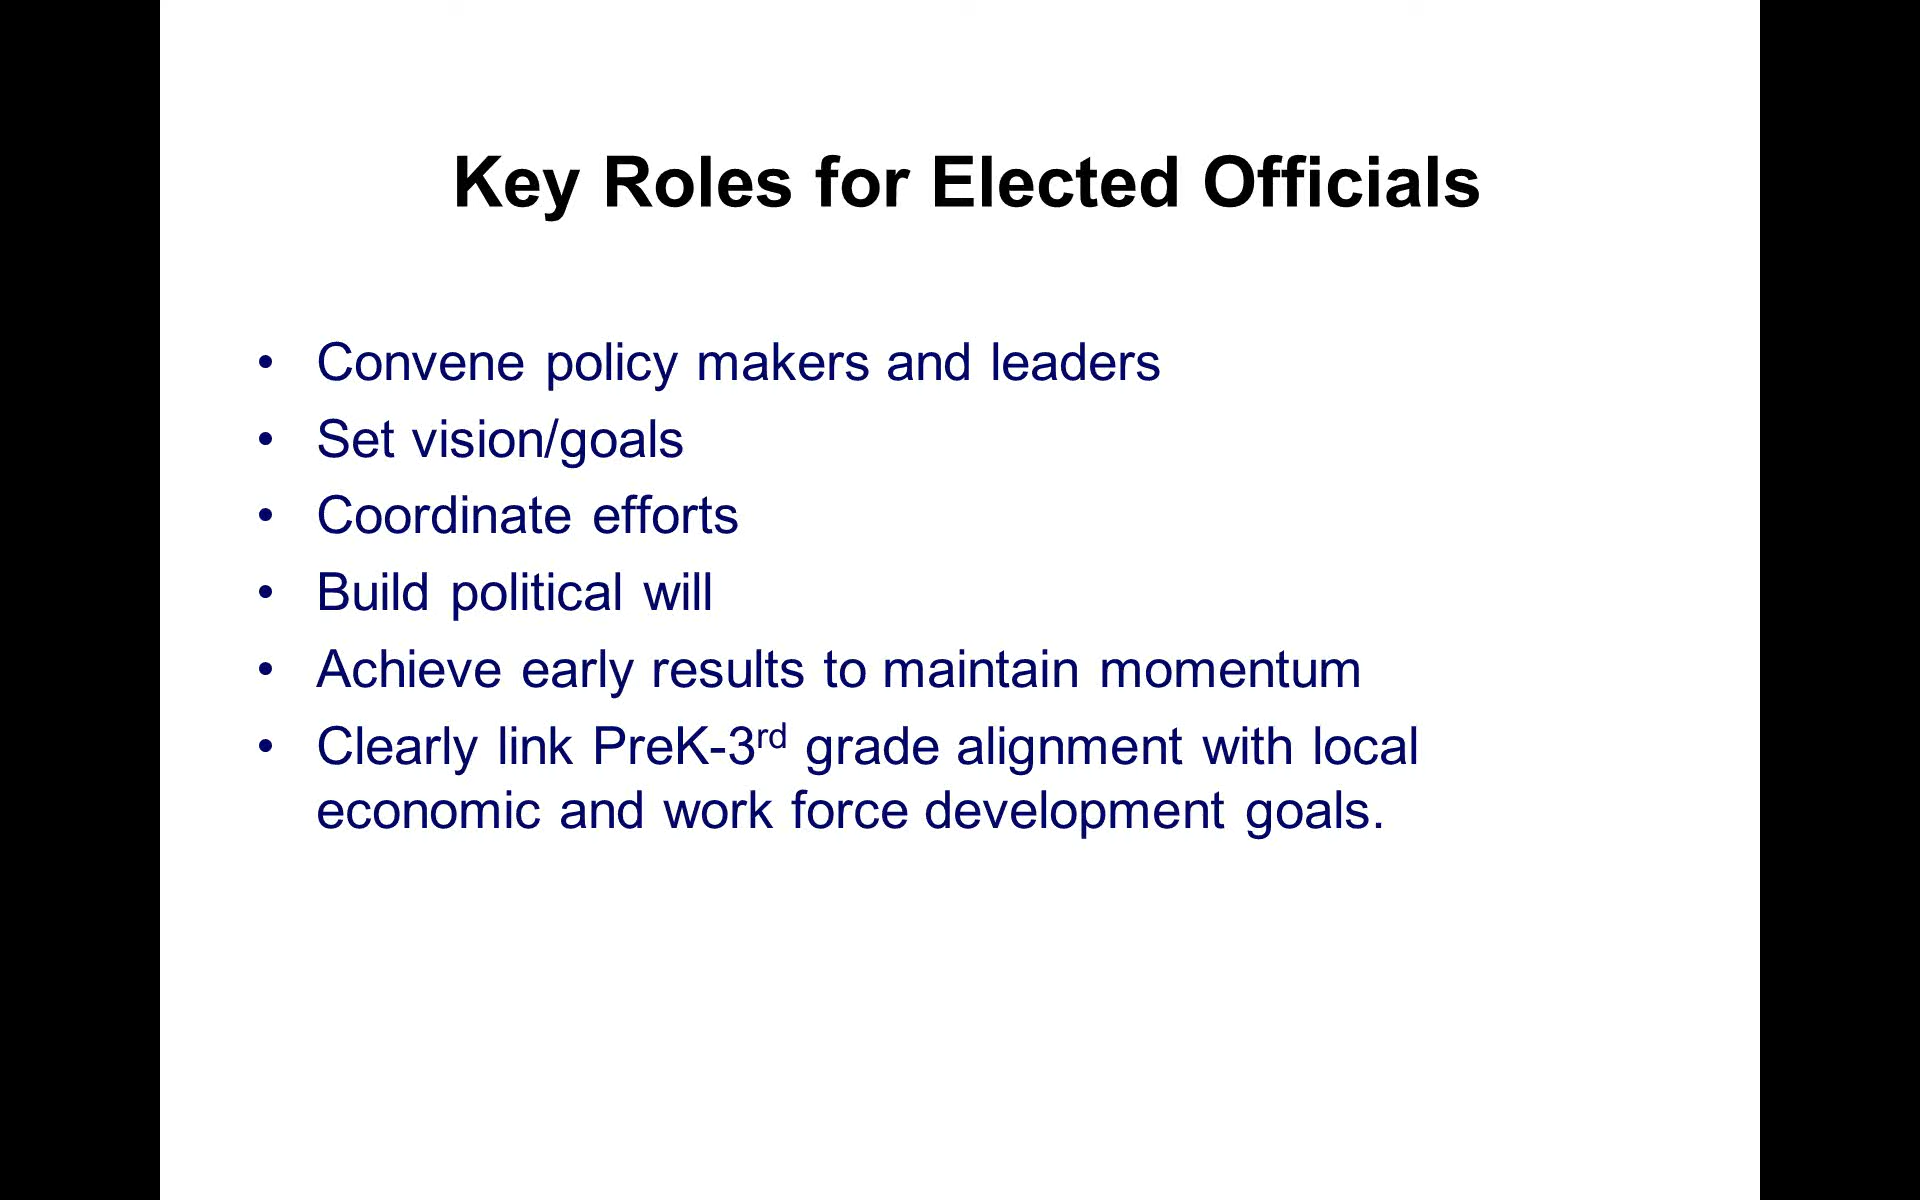 Key Roles for Elected Officials
• Convene policy makers and leaders
• Set vision/goals
• Coordinate efforts
• Build political will
• Achieve early results to maintain momentum
• Clearly link PreK-3rd grade alignment with local
economic and work force development goals.